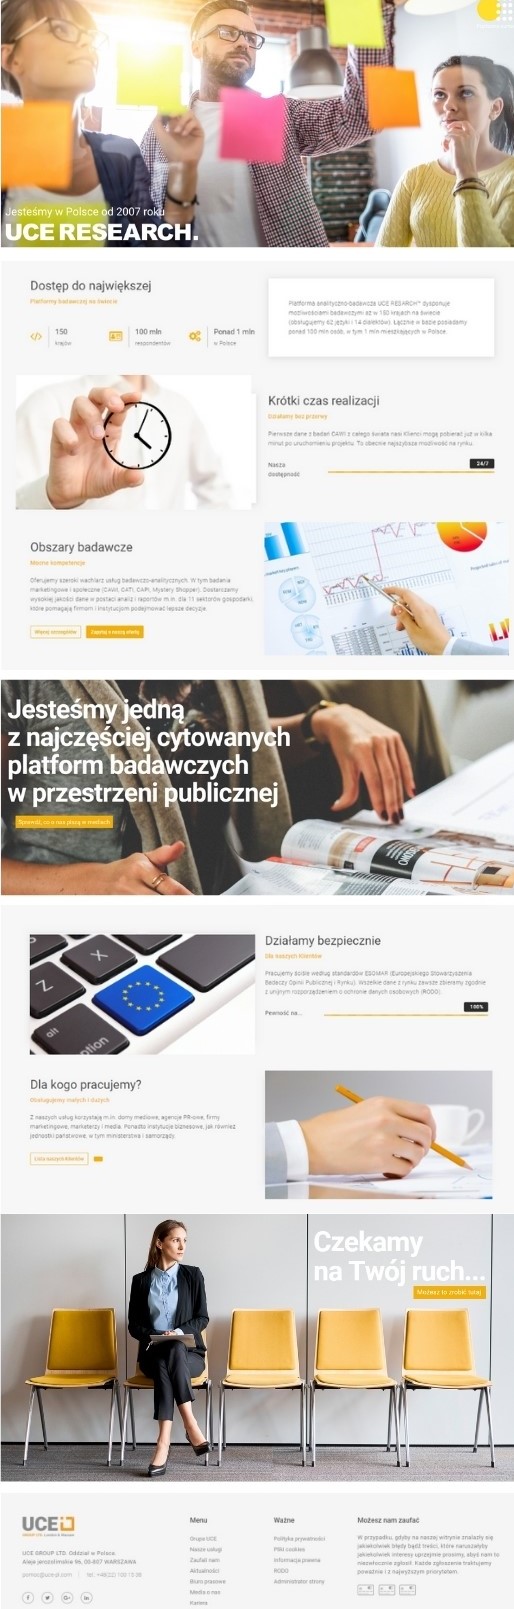 Jesteśmy w Polsce od 2007 roku
UCE RESEARCH.
Dostęp do największej
Platformy badawczej na świecie
150
krajów
100 mln
respondentów
Ponad 1 mln
w Polsce
Platforma analityczno-badawcza UCE RESEARCH™ dysponuje
możliwościami badawczymi aż w 150 krajach na świecie
(obsługujemy 62 języki i 14 dialektów). Łącznie w bazie posiadamy
ponad 100 mln osób, w tym 1 mln mieszkających w Polsce.
Krótki czas realizacji
Działamy bez przerwy
Pierwsze dane z badań CAWI z całego świata nasi Klienci mogą pobierać już w kilka
minut po uruchomieniu projektu. To obecnie najszybsza możliwość na rynku.
Nasza
dostępność
24/7
Obszary badawcze
Mocne kompetencje
Oferujemy szeroki wachlarz usług badawczo-analitycznych. W tym badania
marketingowe i społeczne (CAWI, CATI, CAPI, Mystery Shopper). Dostarczamy
wysokiej jakości dane w postaci analiz i raportów m.in. dla 11 sektorów gospodarki,
które pomagają firmom i instytucjom podejmować lepsze decyzje.
Więcej szczegółów
Zapytaj o naszą ofertę
Jesteśmy jedną
z najczęściej cytowanych
platform badawczych
w przestrzeni publicznej
Sprawdź, co o nas piszą w mediach
Z
X
alt
option
Działamy bezpiecznie
Dla naszych Klientów
Pracujemy ściśle według standardów ESOMAR (Europejskiego Stowarzyszenia
Badaczy Opinii Publicznej i Rynku). Wszelkie dane z rynku zawsze zbieramy zgodnie
z unijnym rozporządzeniem o ochronie danych osobowych (RODO).
Pewność na...
100%
Dla kogo pracujemy?
Obsługujemy małych i dużych
Z naszych usług korzystają m.in. domy mediowe, agencje PR-owe, firmy
marketingowe, marketerzy i media. Ponadto instytucje biznesowe, jak również
jednostki państwowe, w tym ministerstwa i samorządy.
Lista naszych Klientów
Czekamy
na Twój ruch...
Możesz to zrobić tutaj
UCE
UCE GROUP LTD. Oddział w Polsce.
Aleje Jerozolimskie 96, 00-807 WARSZAWA
Menu
Grupa UCE
Nasze usługi
Zaufali nam
Aktualności
Biuro prasowe
Media o nas
Kariera
Ważne
Polityka prywatności
Pliki cookies
Informacja prawna
RODO
Administrator strony
Możesz nam zaufać
W przypadku, gdyby na naszej witrynie znalazły się
jakiekolwiek błędy bądź treści, które naruszałyby
jakiekolwiek interesy uprzejmie prosimy, abyś nam to
niezwłocznie zgłosił. Każde zgłoszenie traktujemy
poważnie i z najwyższym priorytetem.